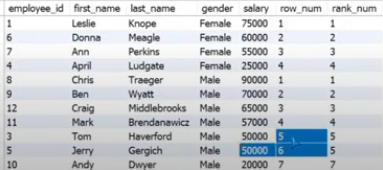 employee_id first_name last_name gender salary row_num rank_num
1 Leslie Knope Female 75000 1 1
6 Donna Meagle Female 60000 2 2
7 Ann Perkins Female 55000 3 3
4 April Ludgate Female 25000 4 4
8 Chris Traeger Male 90000 1 1
9 Ben Wyatt Male 70000 2 2
12 Craig Middlebrooks Male 65000 3 3
11 Mark Brendanawicz Male 57000 4 4
3 Tom Haverford Male 50000 5 5
5 Jerry Gergich Male 50000 6 5
10 Andy Dwyer Male 20000 7 7